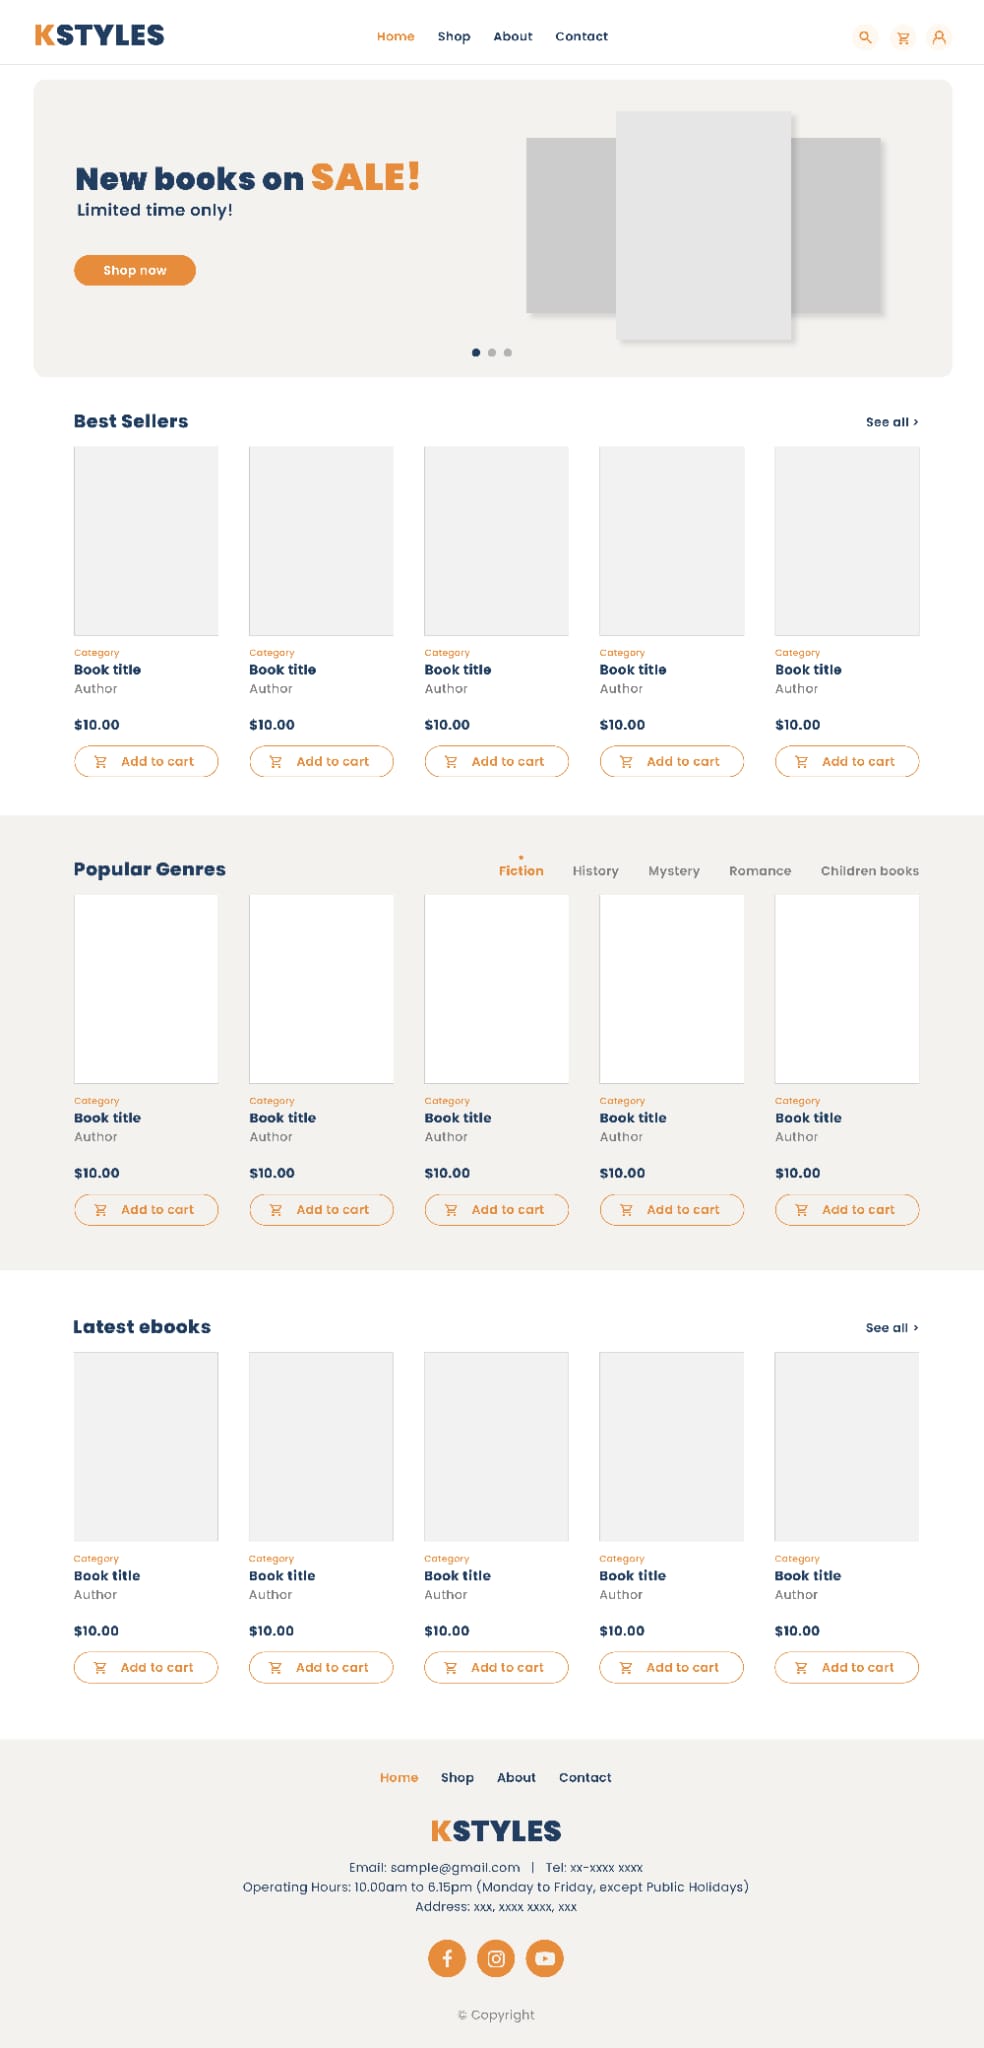 KSTYLES
Home Shop About Contact
New books on SALE!
Limited time only!
Shop now
Best Sellers See all >
Category Category Category Category Category
Book title Book title Book title Book title Book title
Author Author Author Author Author
$10.00 $10.00 $10.00 $10.00 $10.00
Add to cart Add to cart Add to cart Add to cart Add to cart
Popular Genres Fiction History Mystery Romance Children books
Category Category Category Category Category
Book title Book title Book title Book title Book title
Author Author Author Author Author
$10.00 $10.00 $10.00 $10.00 $10.00
Add to cart Add to cart Add to cart Add to cart Add to cart
Latest ebooks See all >
Category Category Category Category Category
Book title Book title Book title Book title Book title
Author Author Author Author Author
$10.00 $10.00 $10.00 $10.00 $10.00
Add to cart Add to cart Add to cart Add to cart Add to cart
Home Shop About Contact
KSTYLES
Email: sample@gmail.com | Tel: xx-xxxx xxxx
Operating Hours: 10.00am to 6.15pm (Monday to Friday, except Public Holidays)
Address: xxx, xxxx xxxx, xxx
© Copyright